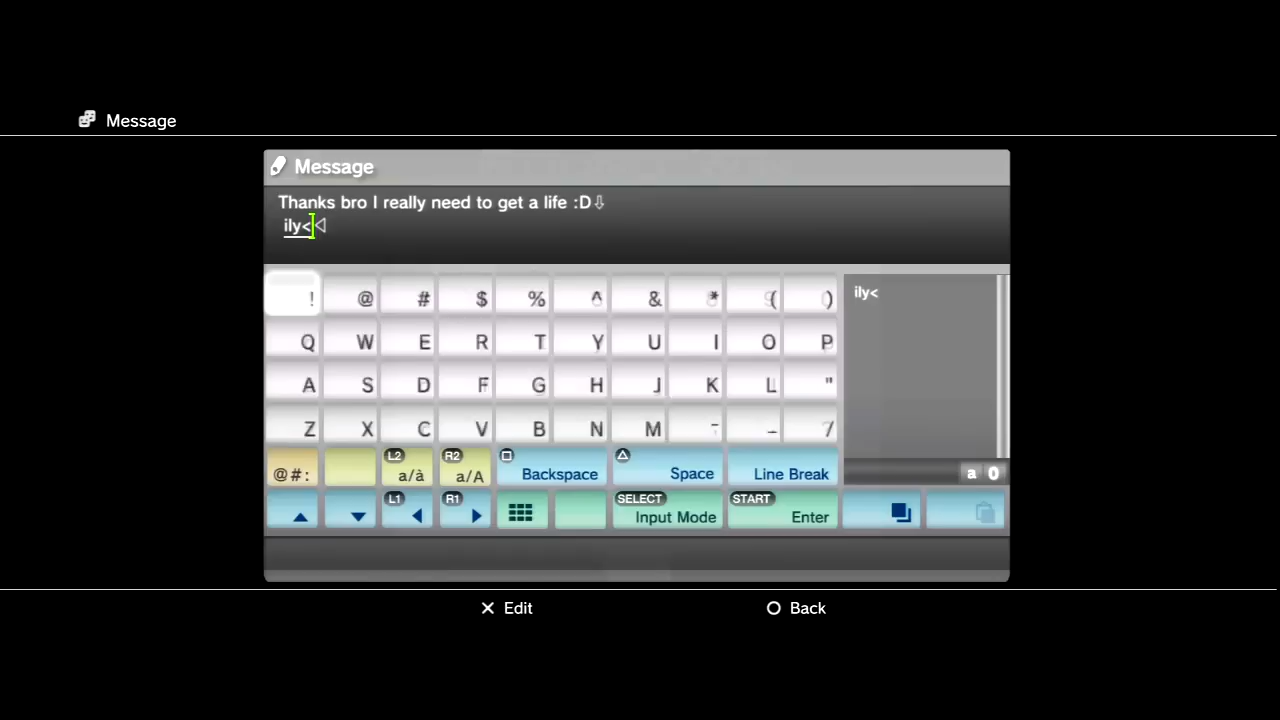 Message
Message
Thanks bro I really need to get a life :D⇩
ily<
! @ # $ % ^ & * ( )
ily<
Q W E R T Y U I O P
A S D F G H J K L "
Z X C V B N M
@#: L2 a/à R2 a/A Backspace Space Line Break
a 0
L1 R1 SELECT Input Mode START Enter
Edit Back